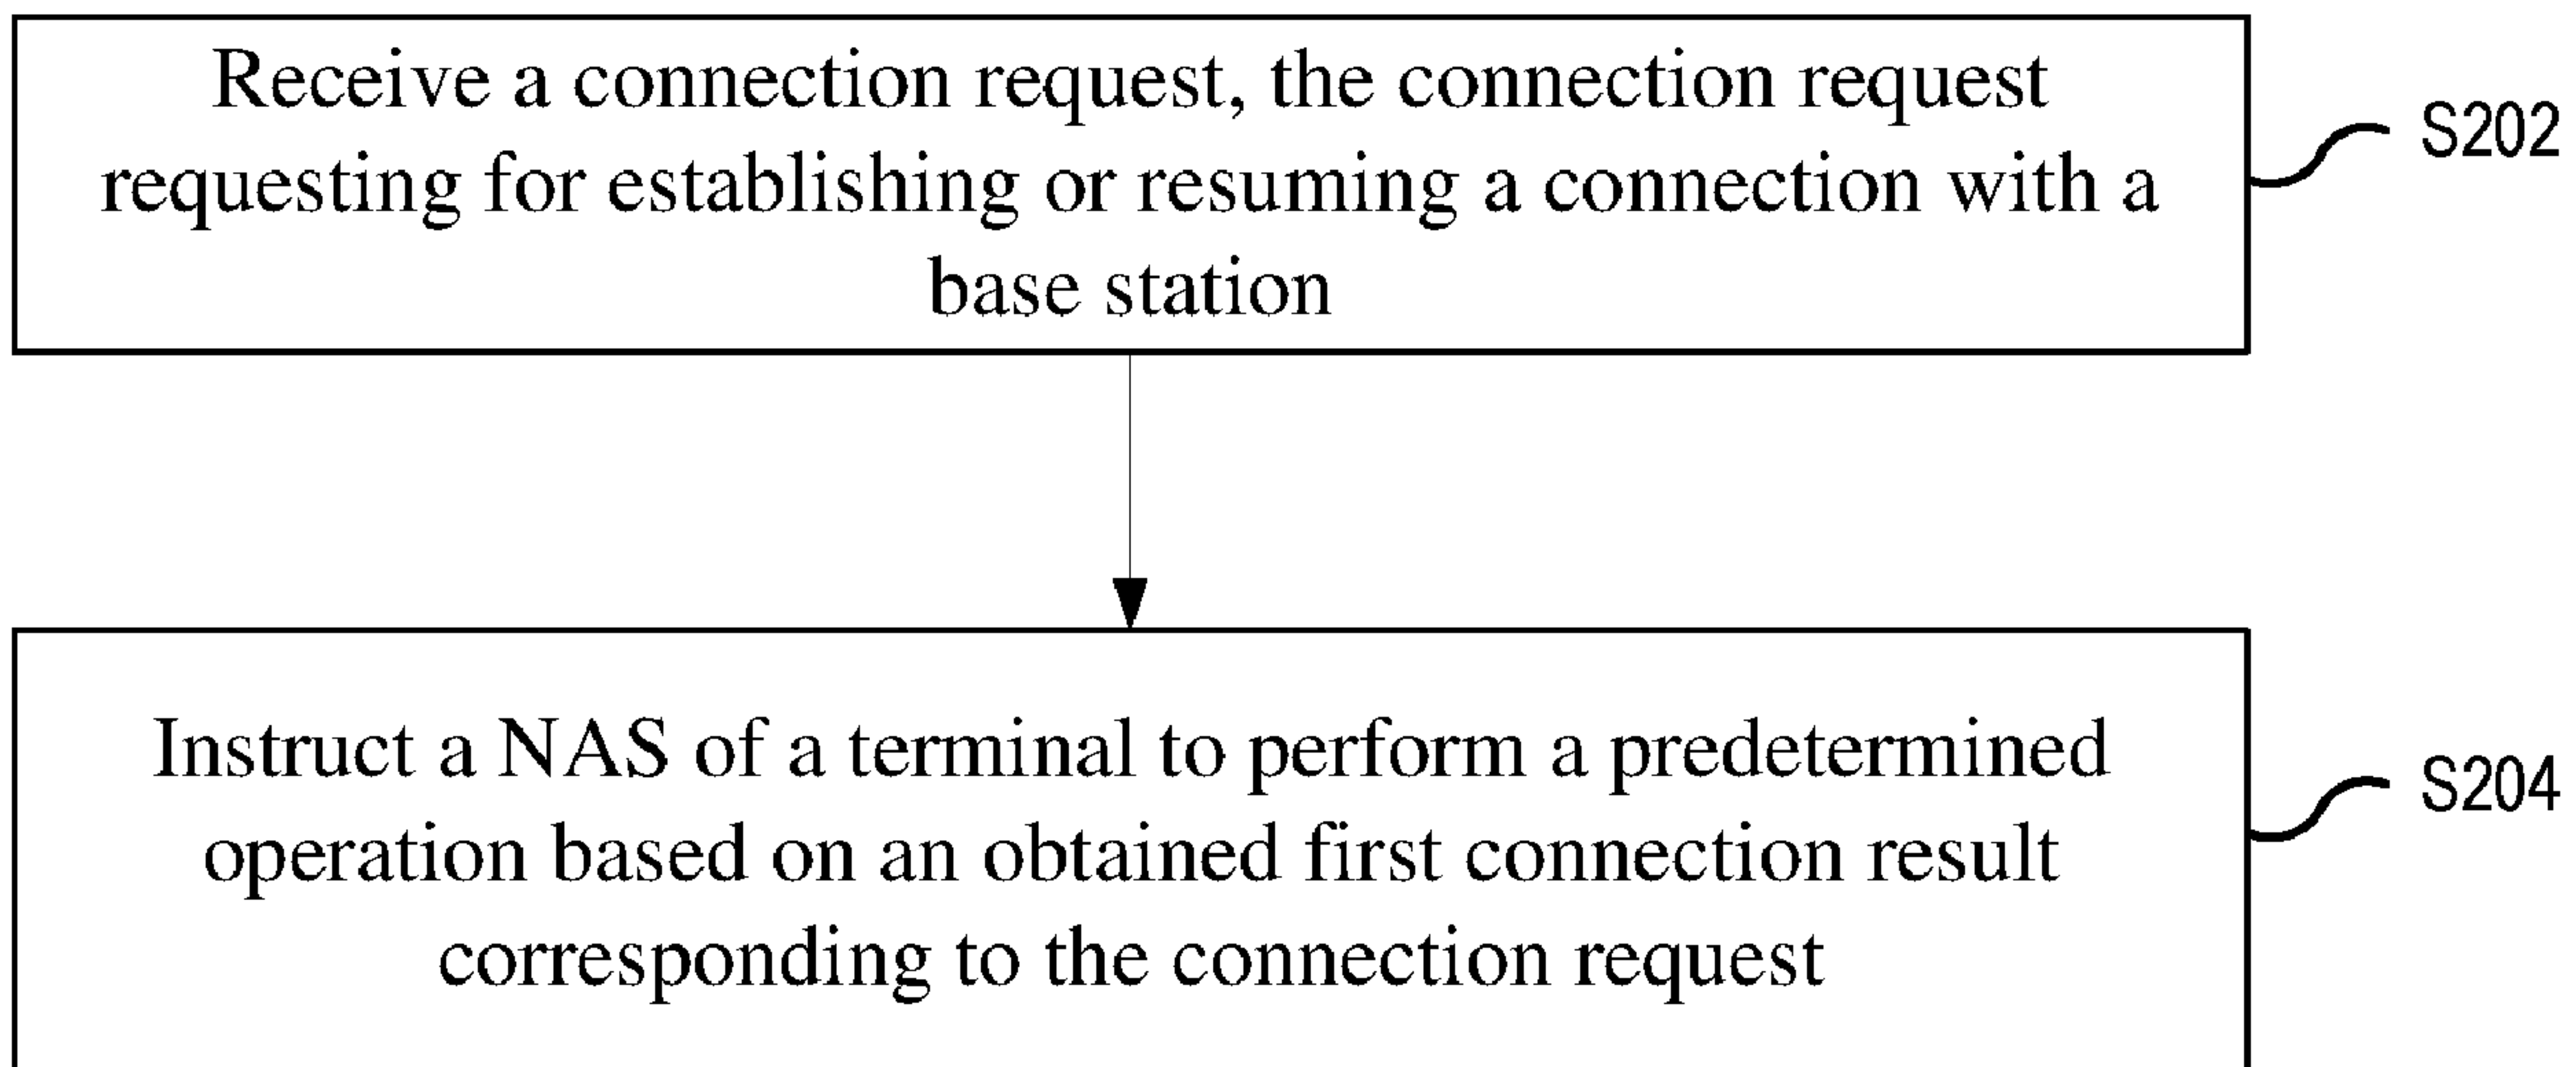 Receive a connection request, the connection request
requesting for establishing or resuming a connection with a
base station
S202
Instruct a NAS of a terminal to perform a predetermined
operation based on an obtained first connection result
corresponding to the connection request
S204